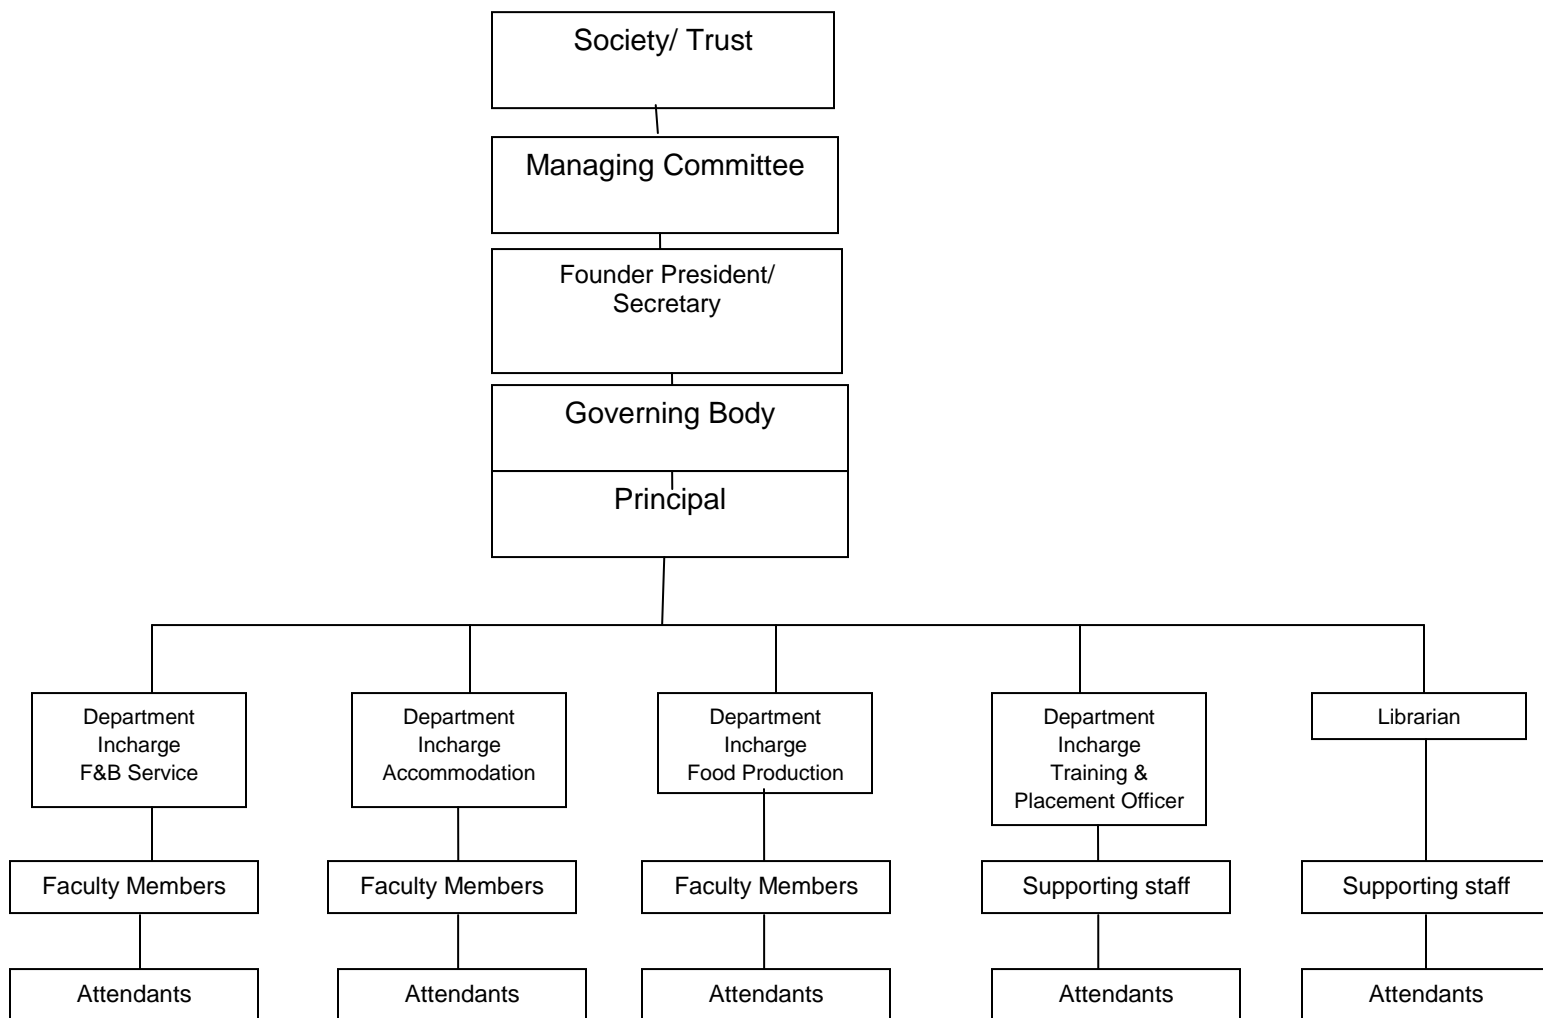 Society/ Trust
Managing Committee
Founder President/
Secretary
Governing Body
Principal
Department
Incharge
F&B Service
Department
Incharge
Accommodation
Department
Incharge
Food Production
Department
Incharge
Training &
Placement Officer
Librarian
Faculty Members
Faculty Members
Faculty Members
Supporting staff
Supporting staff
Attendants
Attendants
Attendants
Attendants
Attendants